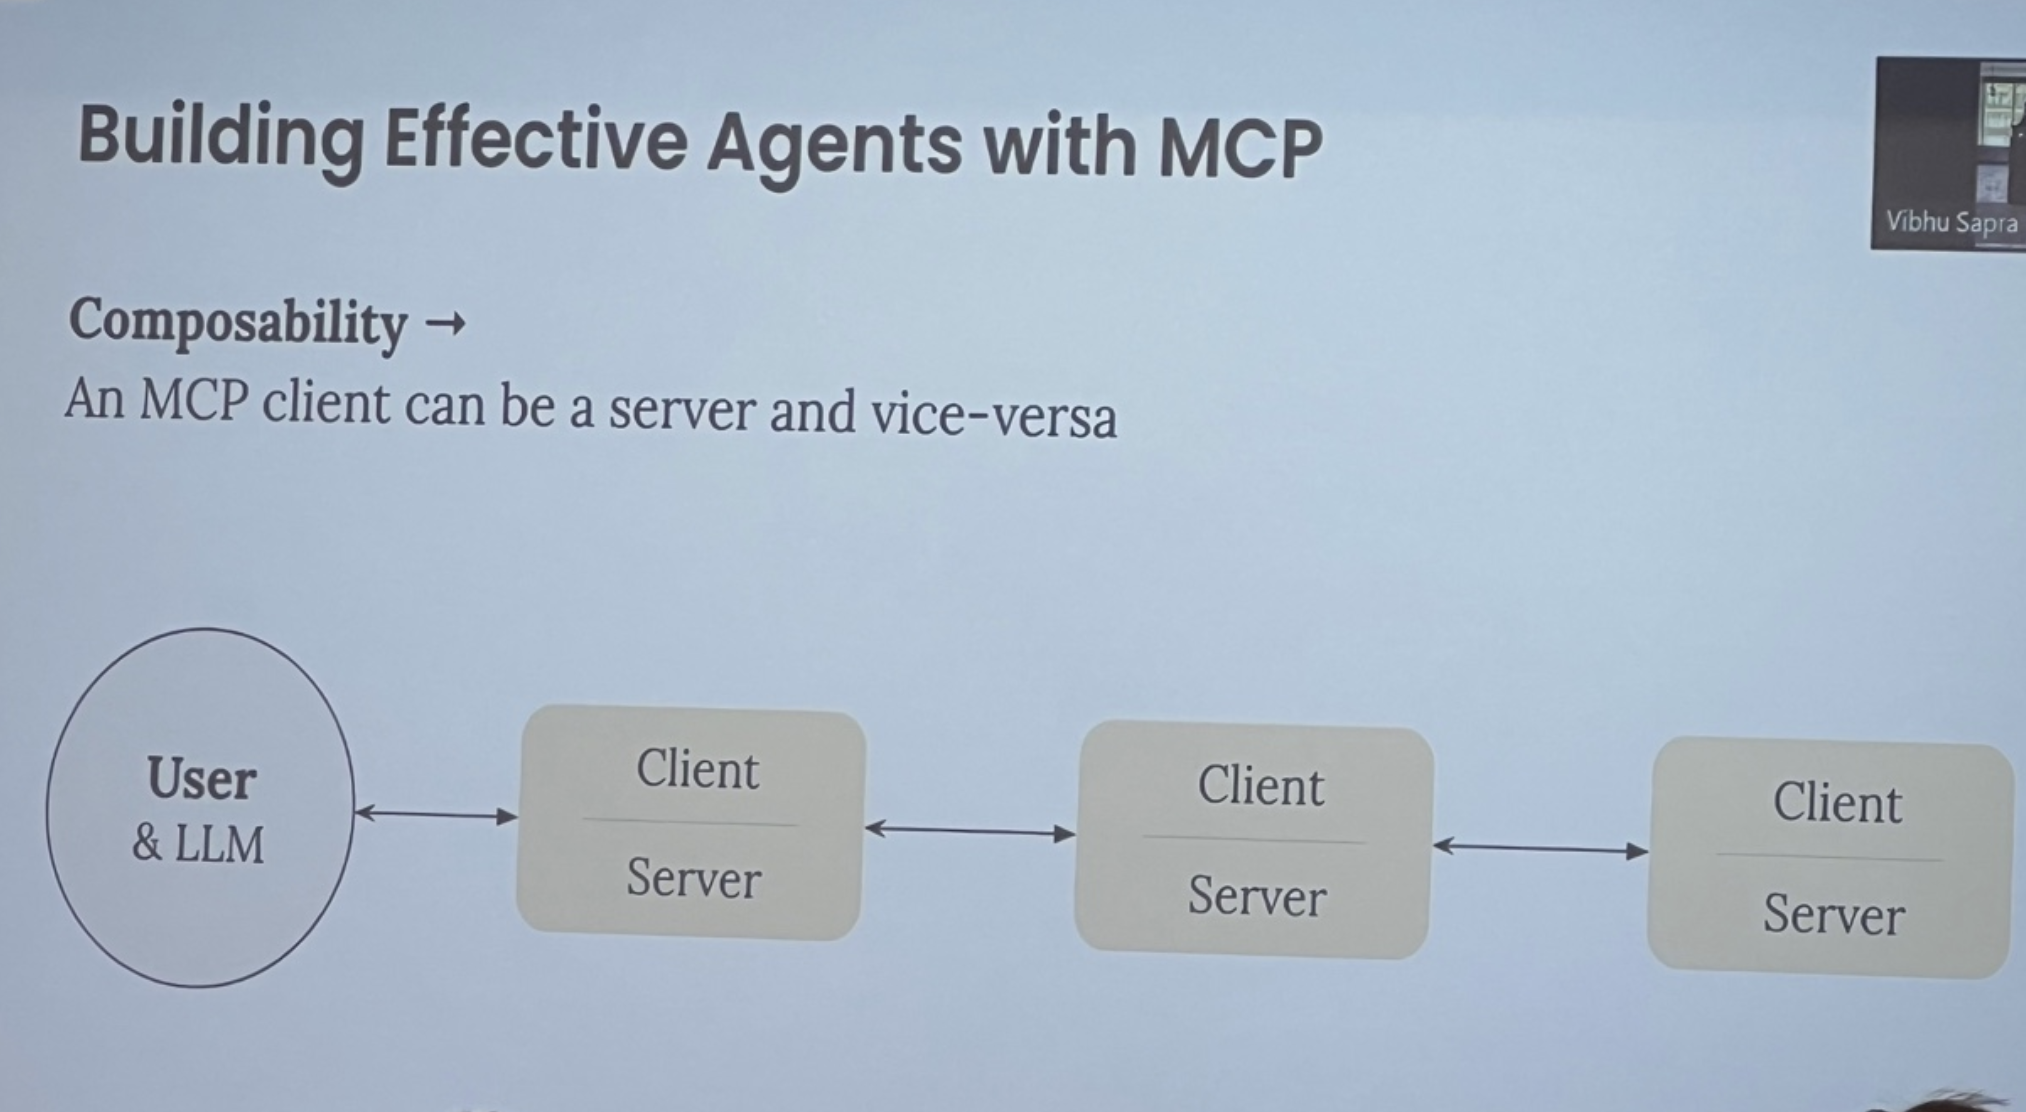 Building Effective Agents with MCP
Vibhu Sapra
Composability →
An MCP client can be a server and vice-versa
User
& LLM
Client
Server
Client
Server
Client
Server